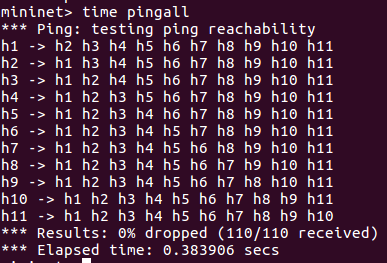 mininet> time pingall
*** Ping: testing ping reachability
h1 -> h2 h3 h4 h5 h6 h7 h8 h9 h10 h11
h2 -> h1 h3 h4 h5 h6 h7 h8 h9 h10 h11
h3 -> h1 h2 h4 h5 h6 h7 h8 h9 h10 h11
h4 -> h1 h2 h3 h5 h6 h7 h8 h9 h10 h11
h5 -> h1 h2 h3 h4 h6 h7 h8 h9 h10 h11
h6 -> h1 h2 h3 h4 h5 h7 h8 h9 h10 h11
h7 -> h1 h2 h3 h4 h5 h6 h8 h9 h10 h11
h8 -> h1 h2 h3 h4 h5 h6 h7 h9 h10 h11
h9 -> h1 h2 h3 h4 h5 h6 h7 h8 h10 h11
h10 -> h1 h2 h3 h4 h5 h6 h7 h8 h9 h11
h11 -> h1 h2 h3 h4 h5 h6 h7 h8 h9 h10
*** Results: 0% dropped (110/110 received)
*** Elapsed time: 0.383906 secs